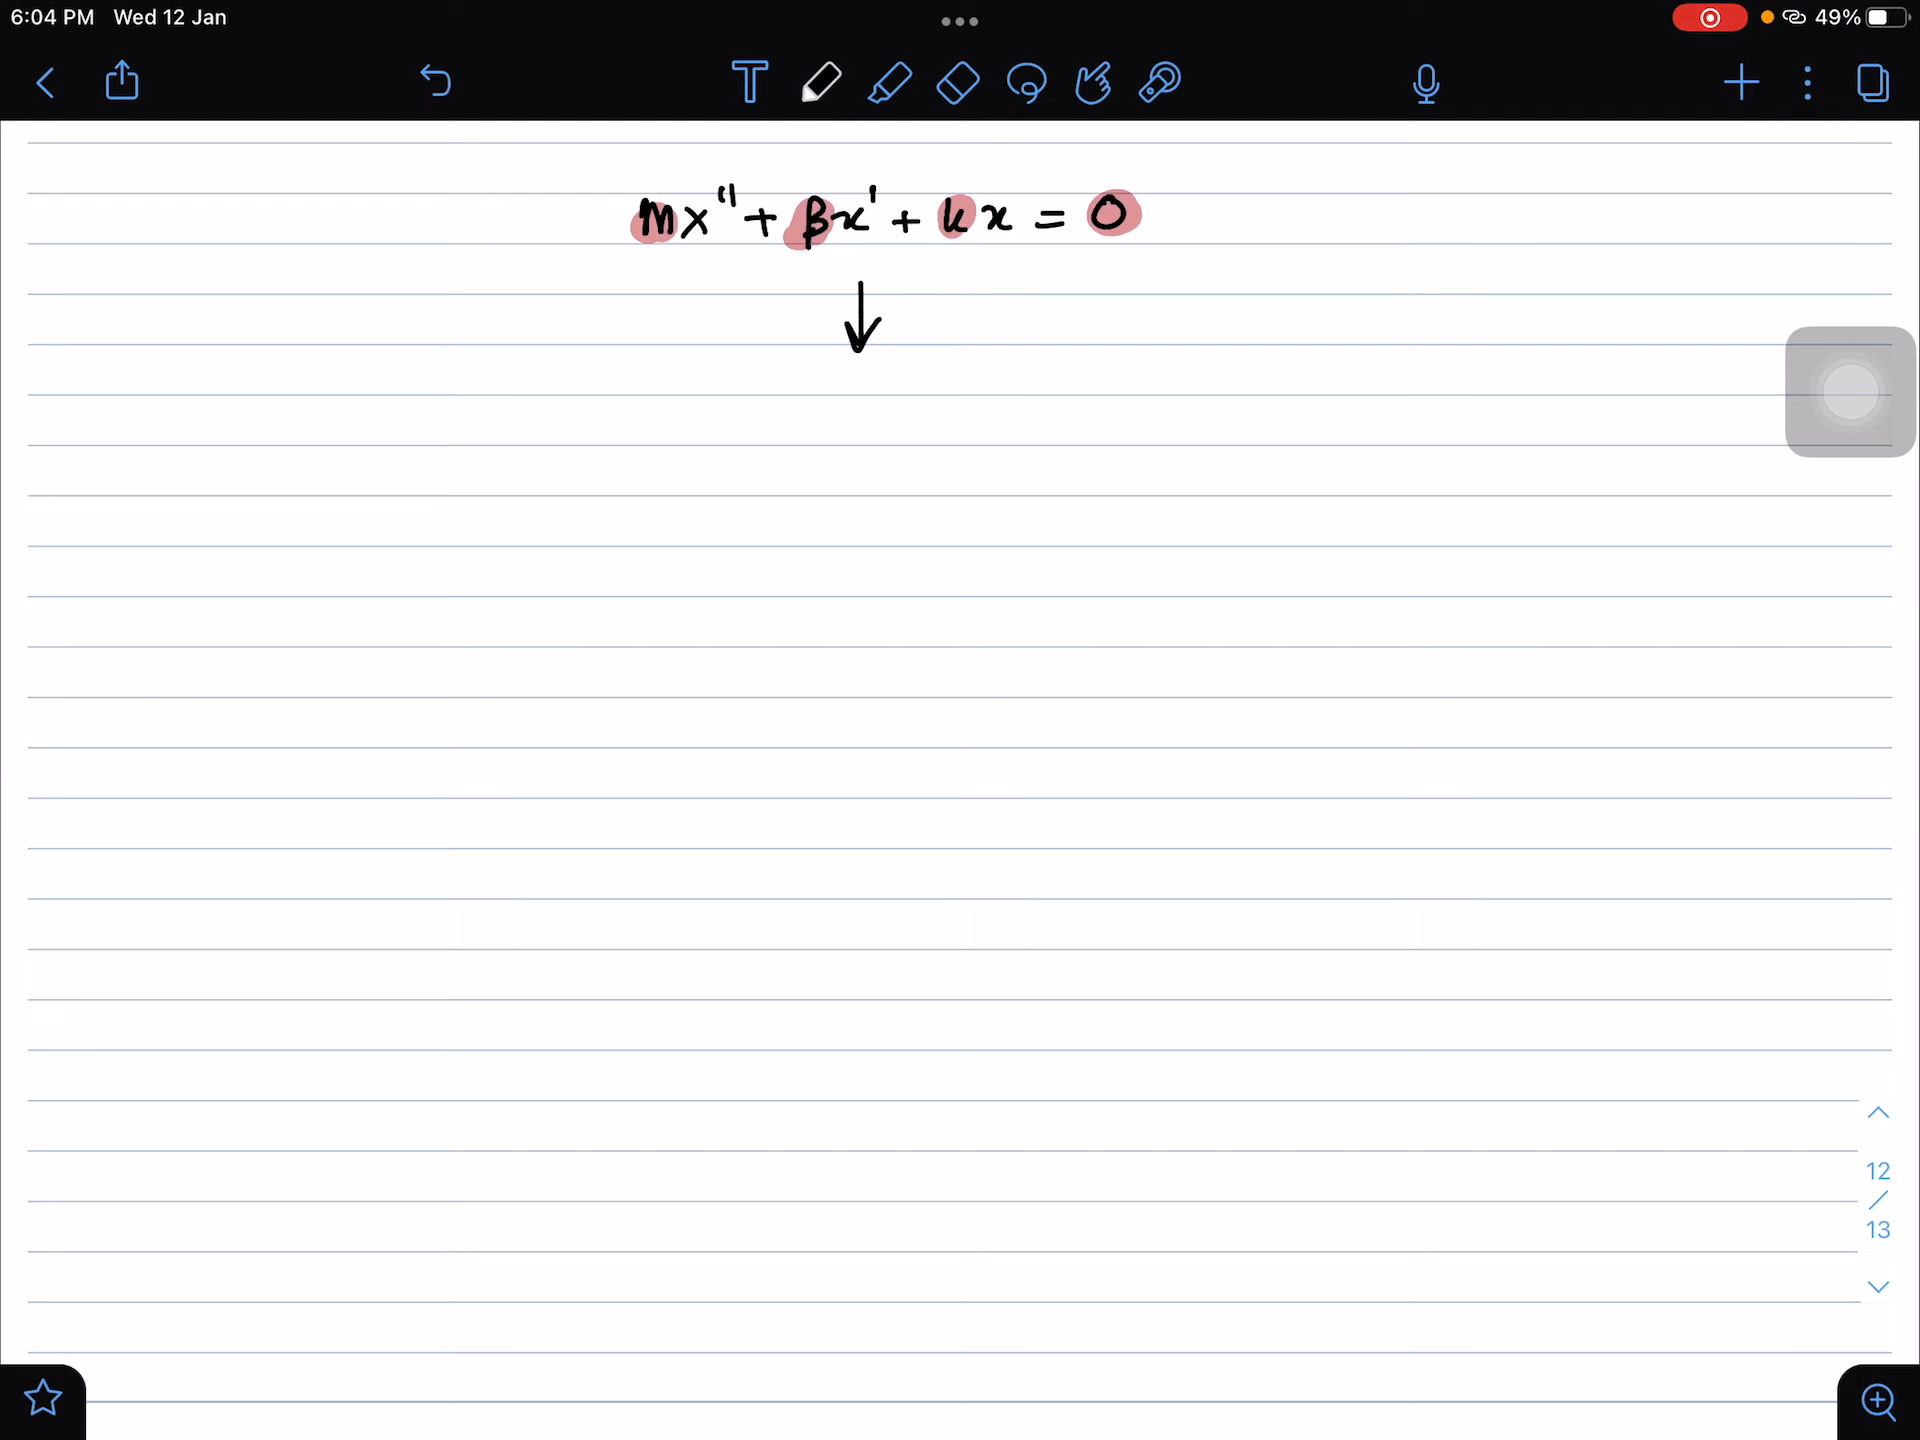 6:04 PM Wed 12 Jan
49%
mx" + βx' + kx = 0
12
/
13